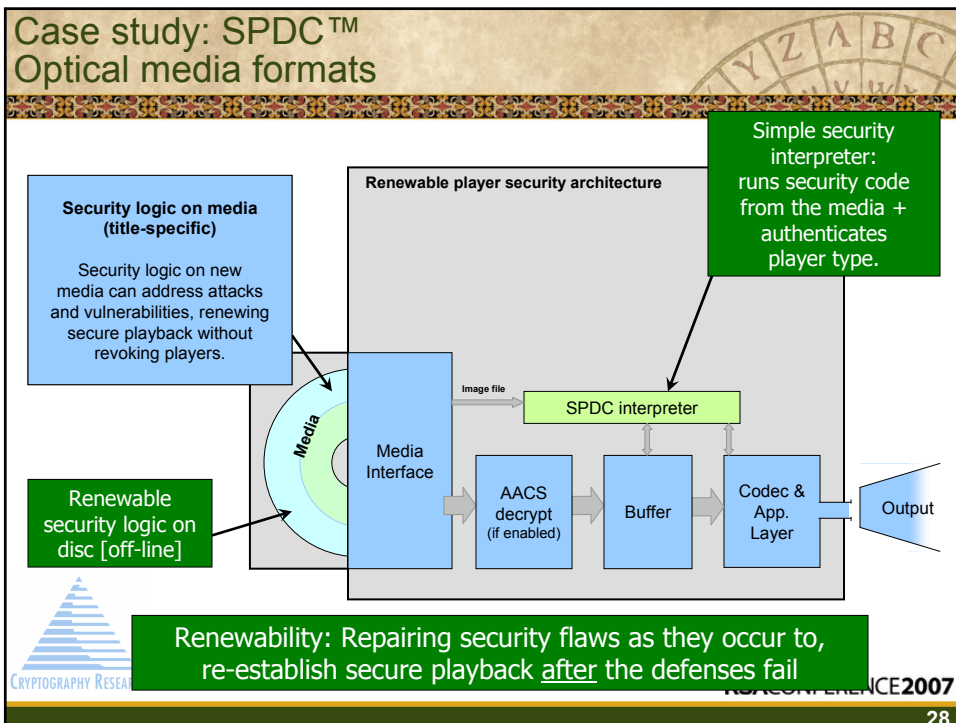 Case study: SPDC™
Optical media formats
Y Z A B C
Simple security
interpreter:
runs security code
from the media +
authenticates
player type.
Renewable player security architecture
Security logic on media
(title-specific)
Security logic on new
media can address attacks
and vulnerabilities, renewing
secure playback without
revoking players.
Image file
SPDC interpreter
Media
Media
Interface
AACS
decrypt
(if enabled)
Buffer
Codec &
App.
Layer
Output
Renewable
security logic on
disc [off-line]
Renewability: Repairing security flaws as they occur to,
re-establish secure playback after the defenses fail
CRYPTOGRAPHY
CE2007
28